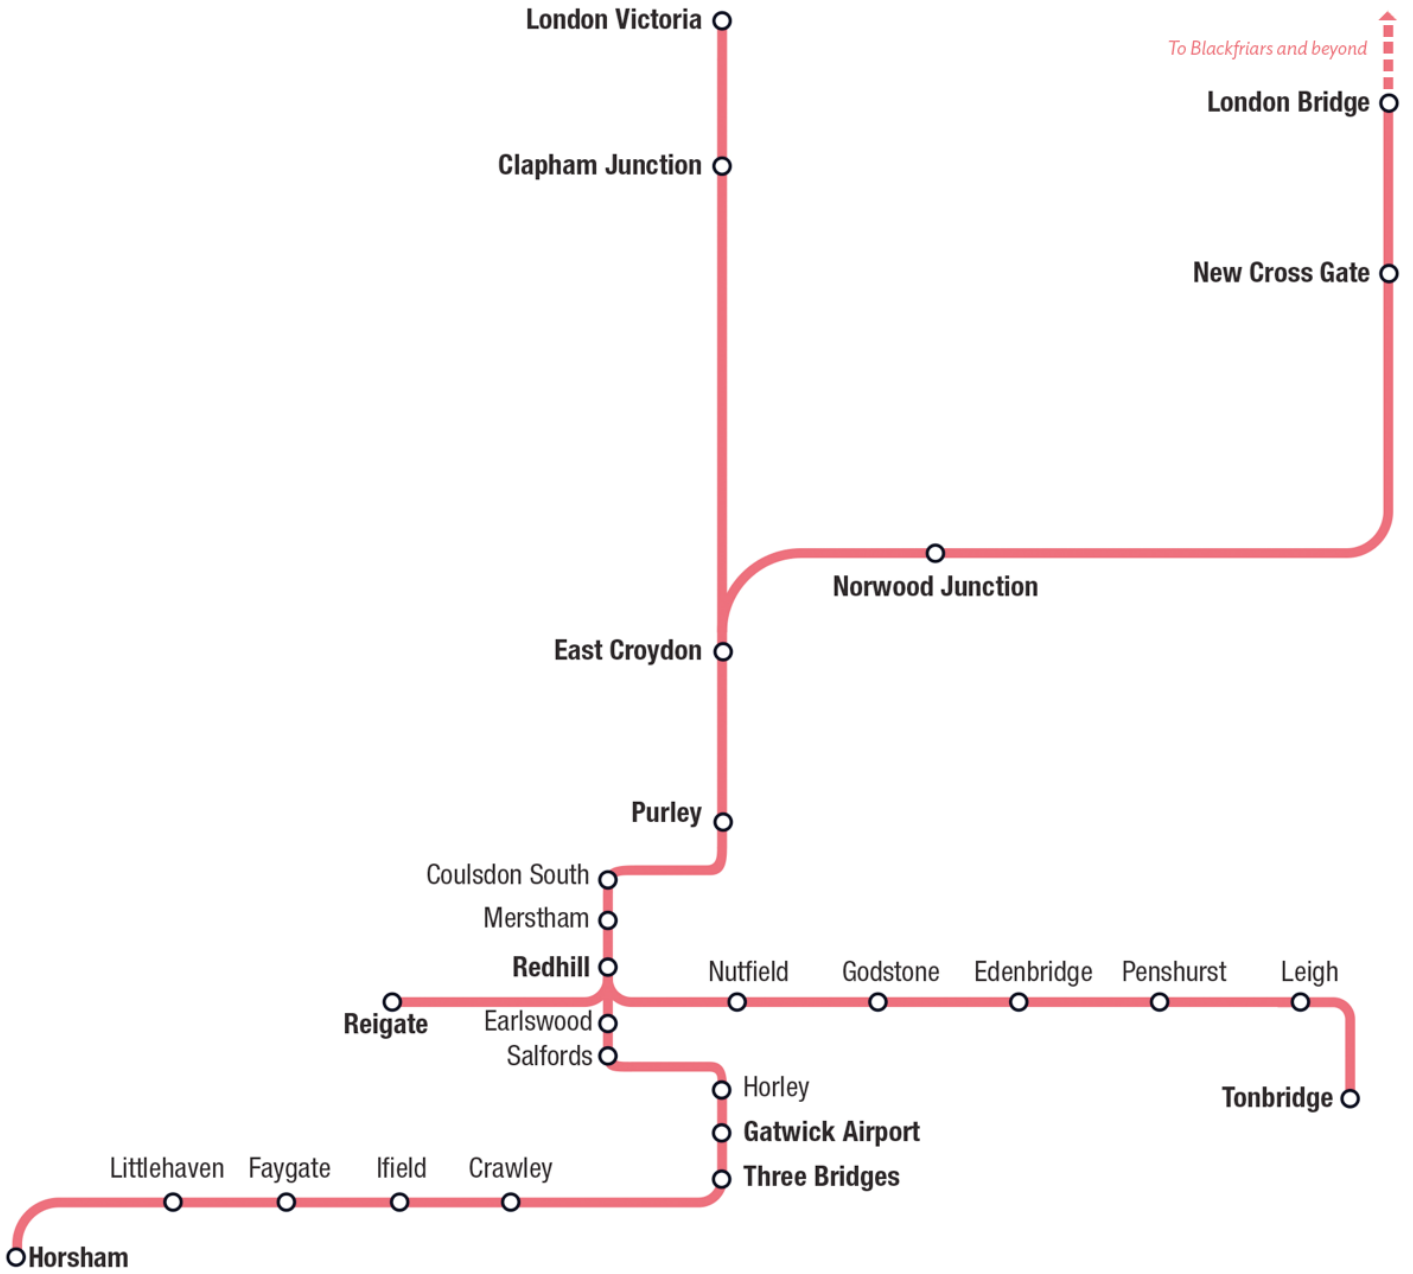 London Victoria
To Blackfriars and beyond
London Bridge
Clapham Junction
New Cross Gate
Norwood Junction
East Croydon
Purley
Coulsdon South
Merstham
Redhill
Nutfield
Godstone
Edenbridge
Penshurst
Leigh
Reigate
Earlswood
Salfords
Horley
Tonbridge
Gatwick Airport
Three Bridges
Littlehaven
Faygate
Ifield
Crawley
Horsham